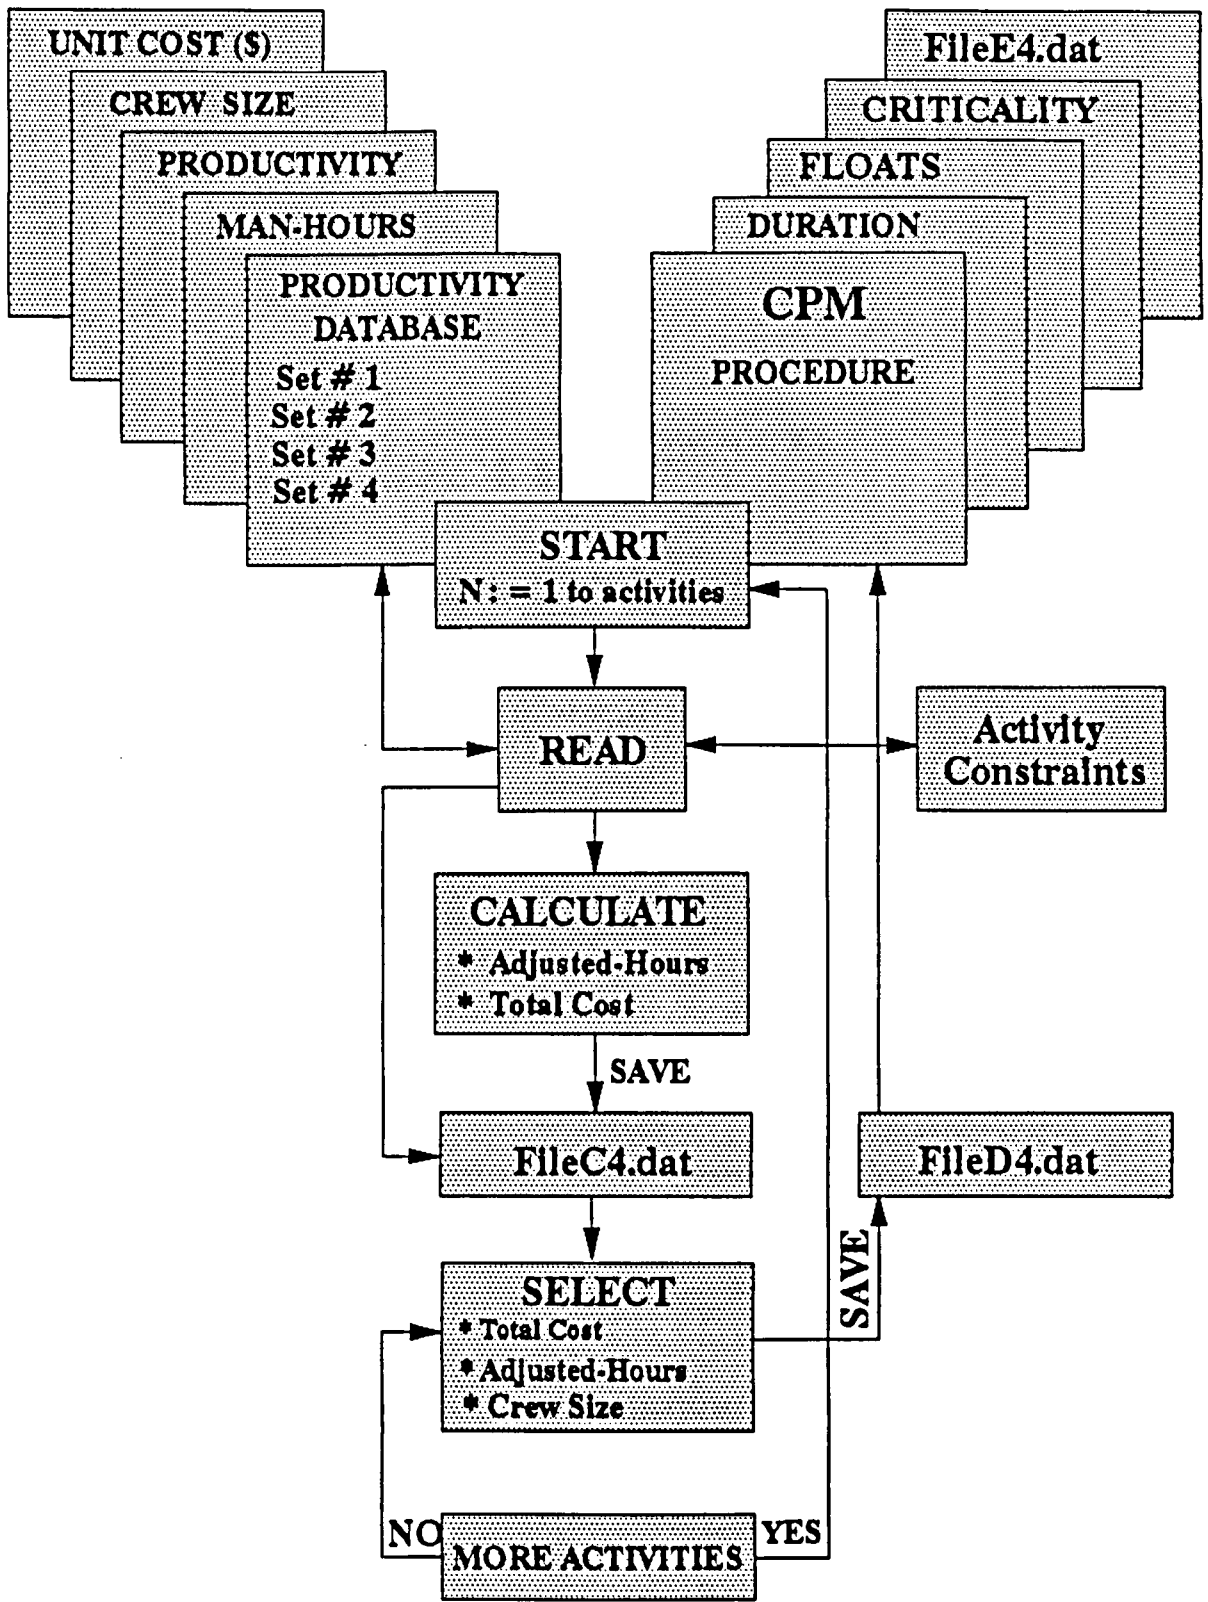 UNIT COST ($)
CREW SIZE
PRODUCTIVITY
MAN-HOURS
PRODUCTIVITY
DATABASE
Set # 1
Set # 2
Set # 3
Set # 4
FileE4.dat
CRITICALITY
FLOATS
DURATION
CPM
PROCEDURE
START
N : = 1 to activities
READ
Activity
Constraints
CALCULATE
* Adjusted-Hours
* Total Cost
SAVE
FileC4.dat
FileD4.dat
SAVE
SELECT
* Total Cost
* Adjusted-Hours
* Crew Size
NO
MORE ACTIVITIES
YES